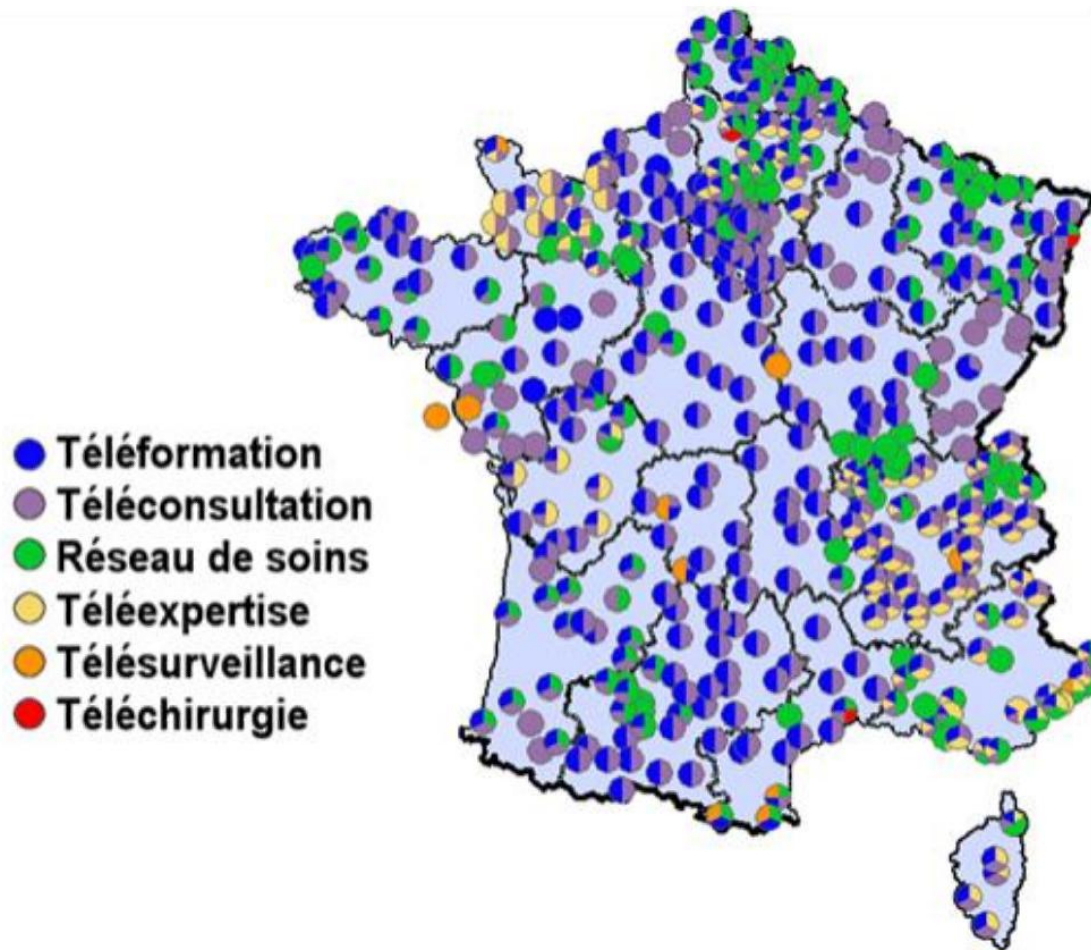 Téléformation
Téléconsultation
Réseau de soins
Téléexpertise
Télésurveillance
Téléchirurgie